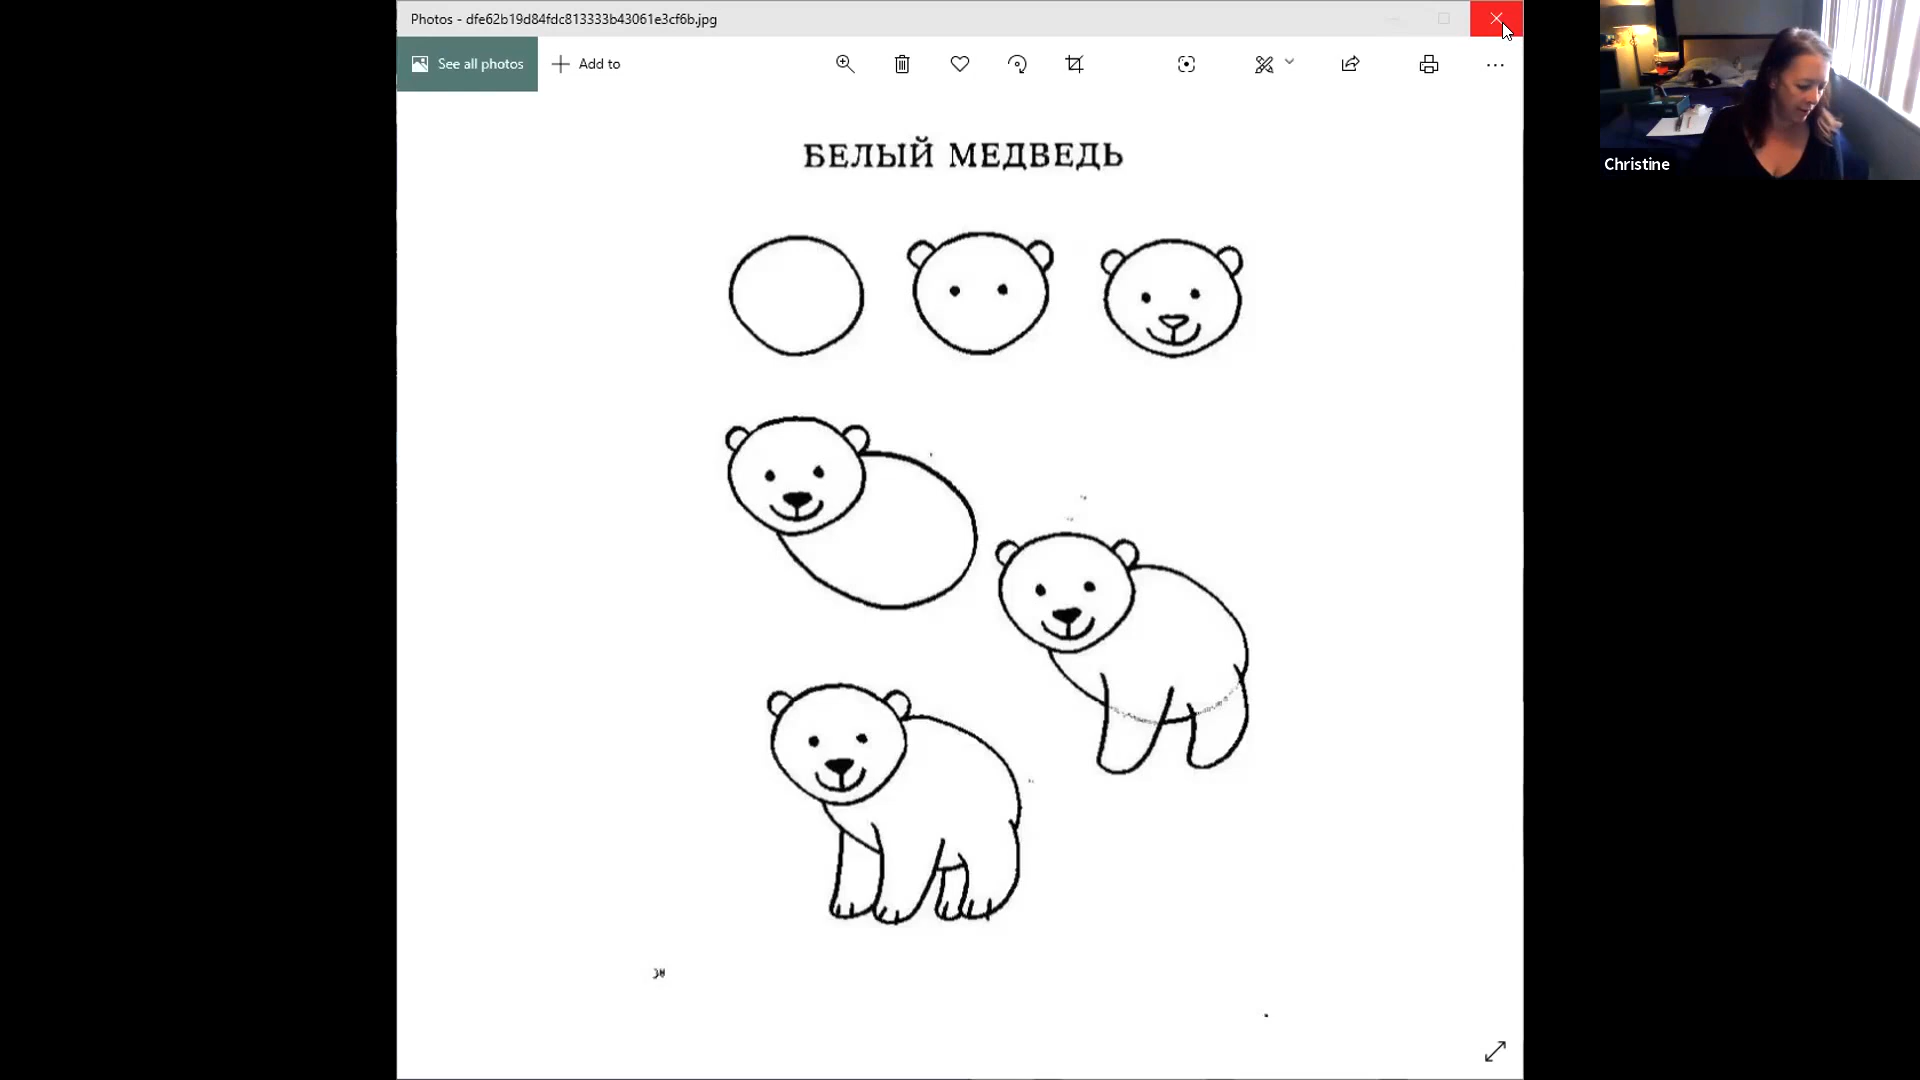 Photos - dfe62b19d84fdc813333b43061e3cf6b.jpg
See all photos
Add to
БЕЛЫЙ МЕДВЕДЬ
Christine